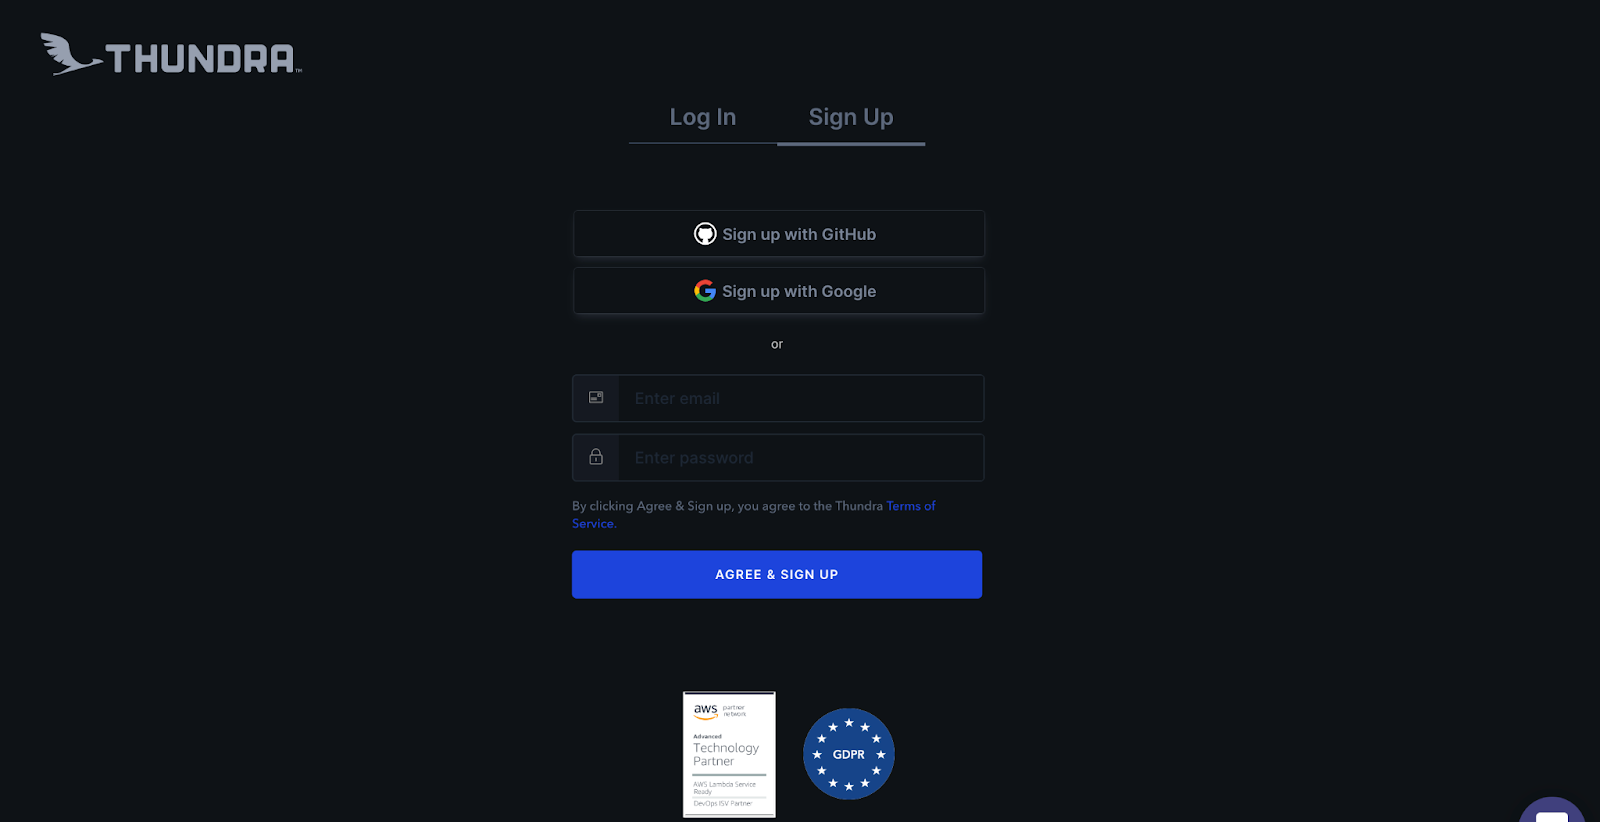 THUNDRA™
Log In
Sign Up
Sign up with GitHub
Sign up with Google
or
Enter email
Enter password
By clicking Agree & Sign up, you agree to the Thundra Terms of
Service.
AGREE & SIGN UP
aws partner
network
Advanced
Technology
Partner
AWS Lambda Service
Ready
DevOps ISV Partner
GDPR